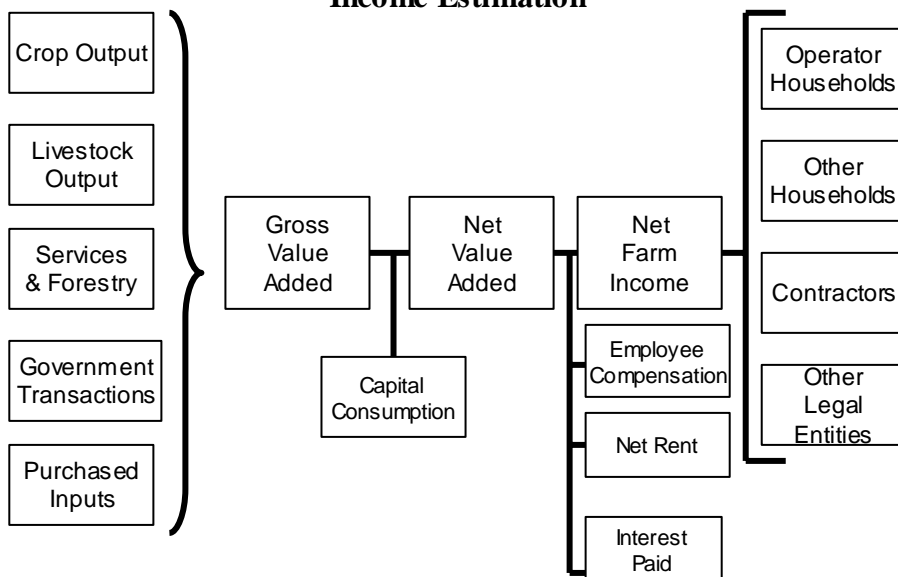 Income Estimation
Crop Output
Livestock
Output
Services
& Forestry
Government
Transactions
Purchased
Inputs
Gross
Value
Added
Capital
Consumption
Net
Value
Added
Net
Farm
Income
Employee
Compensation
Net Rent
Interest
Paid
Operator
Households
Other
Households
Contractors
Other
Legal
Entities